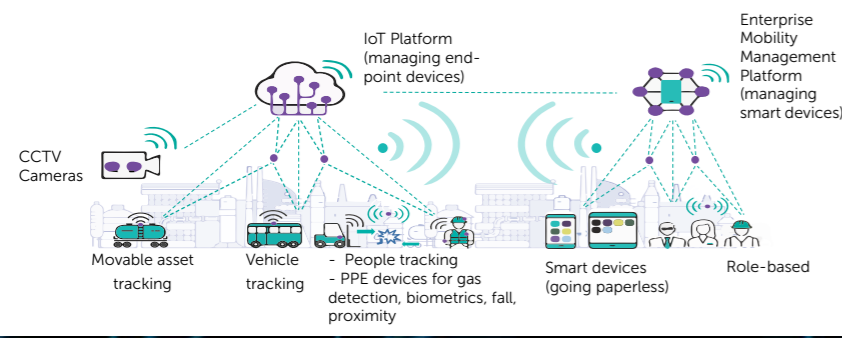 IoT Platform
(managing end-
point devices)
Enterprise
Mobility
Management
Platform
(managing
smart devices)
CCTV
Cameras
Movable asset
tracking
Vehicle
tracking
- People tracking
- PPE devices for gas
detection, biometrics, fall,
proximity
Smart devices
(going paperless)
Role-based